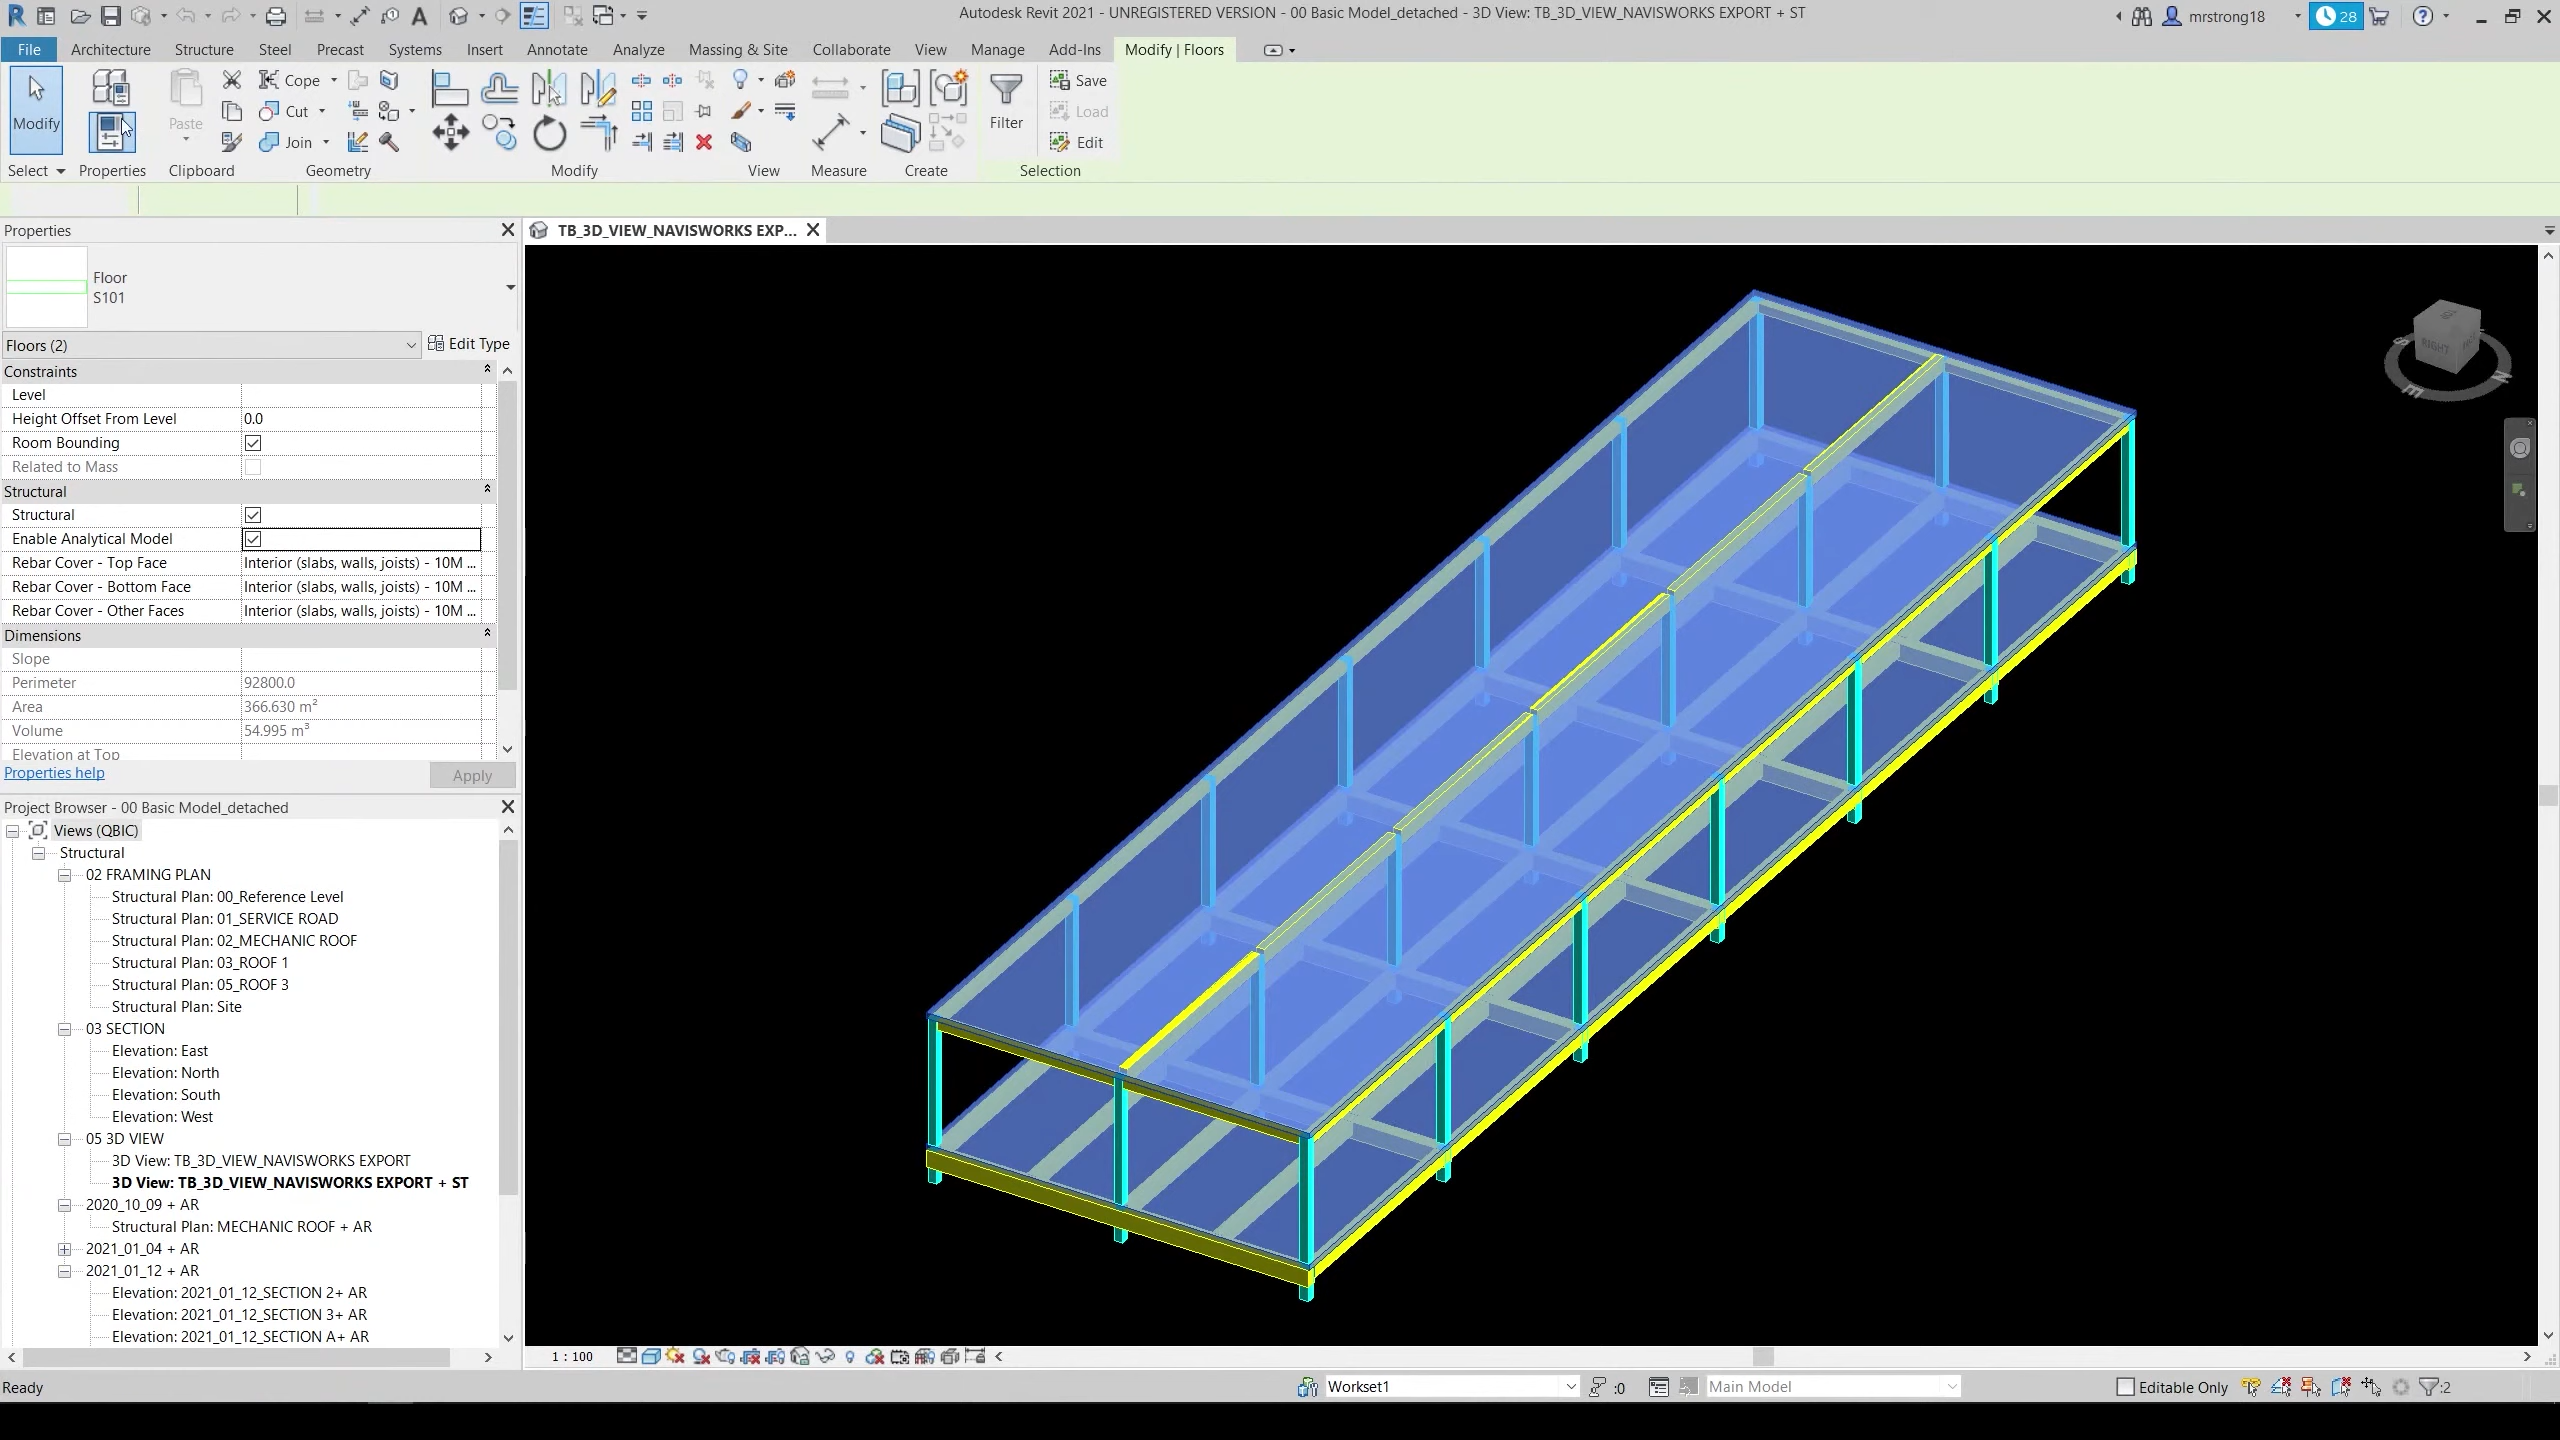 Autodesk Revit 2021 - UNREGISTERED VERSION - 00 Basic Model_detached - 3D View: TB_3D_VIEW_NAVISWORKS EXPORT + ST
mrstrong18
28
File Architecture Structure Steel Precast Systems Insert Annotate Analyze Massing & Site Collaborate View Manage Add-Ins Modify | Floors
Modify
Paste
Cope
Cut
Join
Filter
Save
Load
Edit
Select Properties Clipboard Geometry Modify View Measure Create Selection
Properties
TB_3D_VIEW_NAVISWORKS EXP...
Floor
S101
Floors (2) Edit Type
Constraints
Level
Height Offset From Level 0.0
Room Bounding
Related to Mass
Structural
Structural
Enable Analytical Model
Rebar Cover - Top Face Interior (slabs, walls, joists) - 10M ...
Rebar Cover - Bottom Face Interior (slabs, walls, joists) - 10M ...
Rebar Cover - Other Faces Interior (slabs, walls, joists) - 10M ...
Dimensions
Slope
Perimeter 92800.0
Area 366.630 m²
Volume 54.995 m³
Elevation at Top
Properties help Apply
Project Browser - 00 Basic Model_detached
Views (QBIC)
Structural
02 FRAMING PLAN
Structural Plan: 00_Reference Level
Structural Plan: 01_SERVICE ROAD
Structural Plan: 02_MECHANIC ROOF
Structural Plan: 03_ROOF 1
Structural Plan: 05_ROOF 3
Structural Plan: Site
03 SECTION
Elevation: East
Elevation: North
Elevation: South
Elevation: West
05 3D VIEW
3D View: TB_3D_VIEW_NAVISWORKS EXPORT
3D View: TB_3D_VIEW_NAVISWORKS EXPORT + ST
2020_10_09 + AR
Structural Plan: MECHANIC ROOF + AR
2021_01_04 + AR
2021_01_12 + AR
Elevation: 2021_01_12_SECTION 2+ AR
Elevation: 2021_01_12_SECTION 3+ AR
Elevation: 2021_01_12_SECTION A+ AR
RIGHT
1 : 100
Ready
Workset1
:0
Main Model
Editable Only
:2